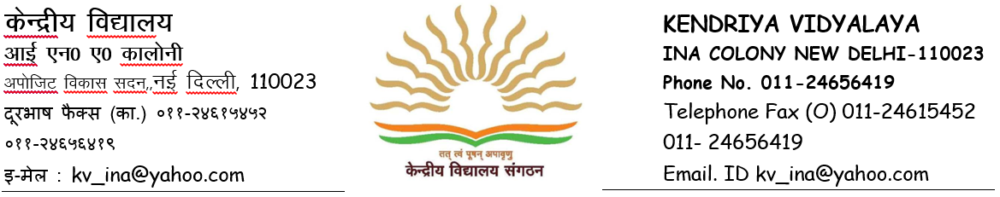 केन्द्रीय विद्यालय
आई एन0 ए0 कालोनी
अपोजिट विकास सदन,,नई दिल्ली, 110023
दूरभाष फैक्स (का.) ०११-२४६१५४५२
०११-२४६५६४१९
इ-मेल : kv_ina@yahoo.com
तत् त्वं पूषन् अपावृणु
केन्द्रीय विद्यालय संगठन
KENDRIYA VIDYALAYA
INA COLONY NEW DELHI-110023
Phone No. 011-24656419
Telephone Fax (O) 011-24615452
011- 24656419
Email. ID kv_ina@yahoo.com